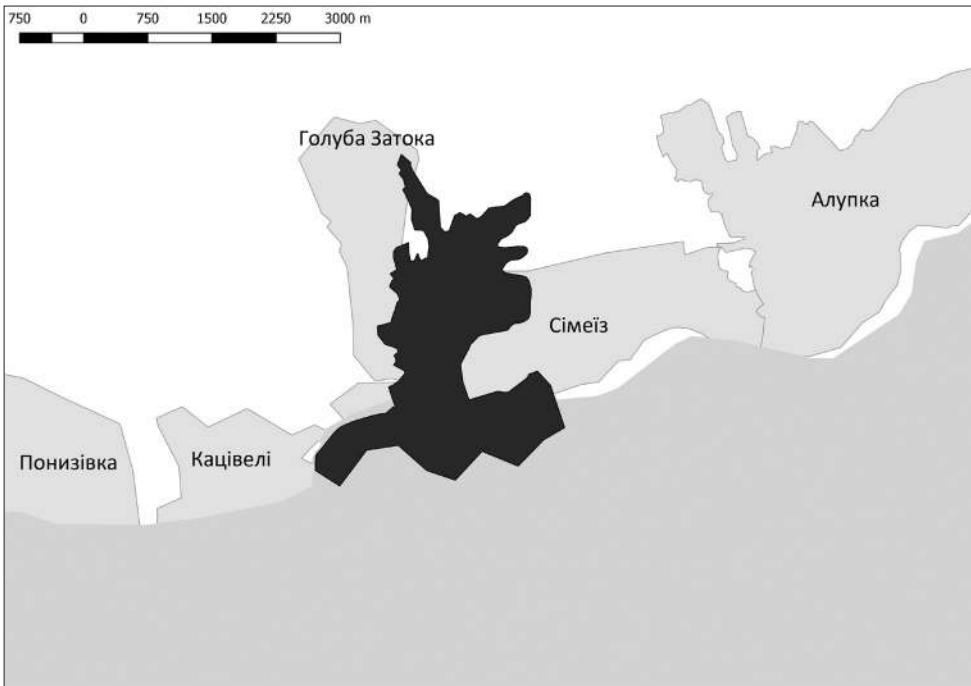 750 0 750 1500 2250 3000 m
Голуба Затока
Алупка
Сімеїз
Понизівка
Кацівелі